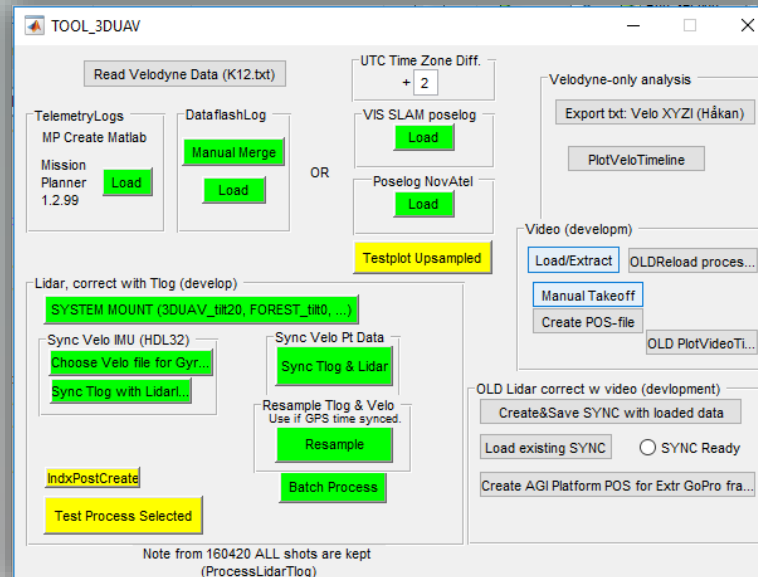 TOOL_3DUAV
Read Velodyne Data (K12.txt)
UTC Time Zone Diff.
+ 2
TelemetryLogs
MP Create Matlab
Mission
Planner
1.2.99
Load
DataflashLog
Manual Merge
Load
OR
VIS SLAM poselog
Load
Poselog NovAtel
Load
Testplot Upsampled
Velodyne-only analysis
Export txt: Velo XYZI (Håkan)
PlotVeloTimeline
Video (developm)
Load/Extract
OLDReload proces...
Manual Takeoff
Create POS-file
OLD PlotVideoTi...
Lidar, correct with Tlog (develop)
SYSTEM MOUNT (3DUAV_tilt20, FOREST_tilt0, ...)
Sync Velo IMU (HDL32)
Choose Velo file for Gyr...
Sync Tlog with LidarI...
Sync Velo Pt Data
Sync Tlog & Lidar
Resample Tlog & Velo
Use if GPS time synced.
Resample
IndxPostCreate
Batch Process
Test Process Selected
Note from 160420 ALL shots are kept
(ProcessLidarTlog)
OLD Lidar correct w video (devlopment)
Create&Save SYNC with loaded data
Load existing SYNC
SYNC Ready
Create AGI Platform POS for Extr GoPro fra...